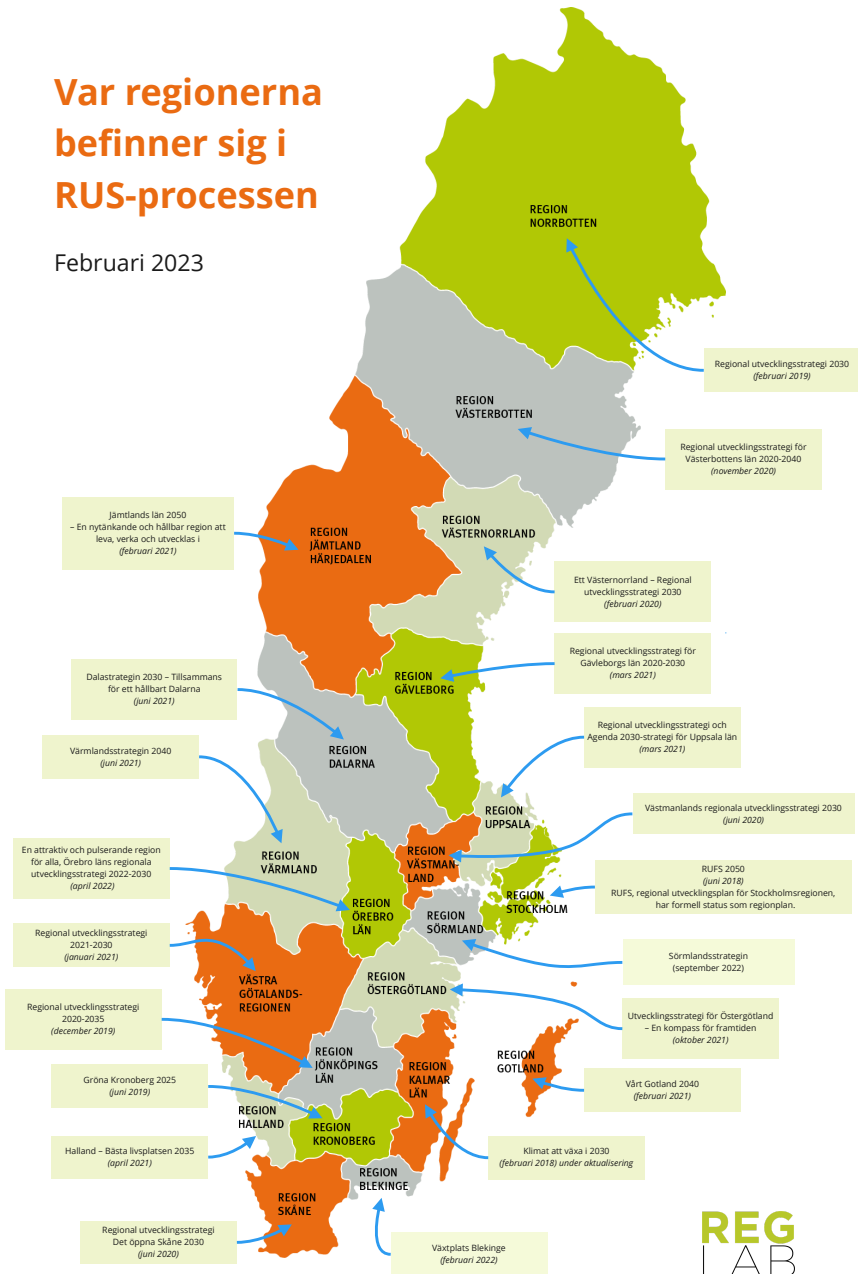 Var regionerna
befinner sig i
RUS-processen
Februari 2023
REGION
NORRBOTTEN
Regional utvecklingsstrategi 2030
(februari 2019)
REGION
VÄSTERBOTTEN
Regional utvecklingsstrategi för
Västerbottens län 2020-2040
(november 2020)
Jämtlands län 2050
– En nytänkande och hållbar region att
leva, verka och utvecklas i
(februari 2021)
REGION
JÄMTLAND
HÄRJEDALEN
REGION
VÄSTERNORRLAND
Ett Västernorrland – Regional
utvecklingsstrategi 2030
(februari 2020)
Regional utvecklingsstrategi för
Gävleborgs län 2020-2030
(mars 2021)
REGION
GÄVLEBORG
Dalastrategin 2030 – Tillsammans
för ett hållbart Dalarna
(juni 2021)
REGION
DALARNA
Regional utvecklingsstrategi och
Agenda 2030-strategi för Uppsala län
(mars 2021)
Värmlandsstrategin 2040
(juni 2021)
REGION
UPPSALA
Västmanlands regionala utvecklingsstrategi 2030
(juni 2020)
REGION
VÄRMLAND
REGION
VÄSTMAN-
LAND
En attraktiv och pulserande region
för alla, Örebro läns regionala
utvecklingsstrategi 2022-2030
(april 2022)
REGION
ÖREBRO
LÄN
REGION
STOCKHOLM
RUFS 2050
(juni 2018)
RUFS, regional utvecklingsplan för Stockholmsregionen,
har formell status som regionplan.
REGION
SÖRMLAND
Regional utvecklingsstrategi
2021-2030
(januari 2021)
Sörmlandsstrategin
(september 2022)
VÄSTRA
GÖTALANDS-
REGIONEN
REGION
ÖSTERGÖTLAND
Regional utvecklingsstrategi
2020-2035
(december 2019)
Utvecklingsstrategi för Östergötland
– En kompass för framtiden
(oktober 2021)
REGION
JÖNKÖPINGS
LÄN
REGION
KALMAR
LÄN
REGION
GOTLAND
Vårt Gotland 2040
(februari 2021)
Gröna Kronoberg 2025
(juni 2019)
REGION
HALLAND
REGION
KRONOBERG
Halland – Bästa livsplatsen 2035
(april 2021)
Klimat att växa i 2030
(februari 2018) under aktualisering
REGION
BLEKINGE
REGION
SKÅNE
Regional utvecklingsstrategi
Det öppna Skåne 2030
(juni 2020)
Växtplats Blekinge
(februari 2022)
REG
LAB